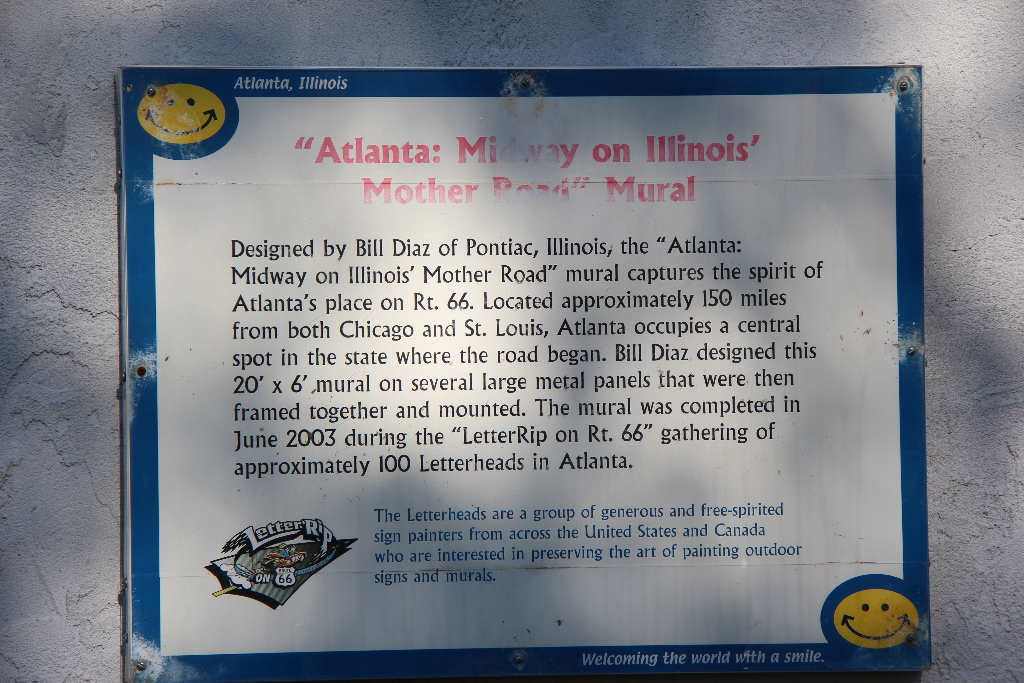 Atlanta, Illinois
“Atlanta: Midway on Illinois’
Mother Road” Mural
Designed by Bill Diaz of Pontiac, Illinois, the “Atlanta:
Midway on Illinois’ Mother Road” mural captures the spirit of
Atlanta’s place on Rt. 66. Located approximately 150 miles
from both Chicago and St. Louis, Atlanta occupies a central
spot in the state where the road began. Bill Diaz designed this
20’ x 6’ mural on several large metal panels that were then
framed together and mounted. The mural was completed in
June 2003 during the “LetterRip on Rt. 66” gathering of
approximately 100 Letterheads in Atlanta.
The Letterheads are a group of generous and free-spirited
sign painters from across the United States and Canada
who are interested in preserving the art of painting outdoor
signs and murals.
LetterRip
ON ROUTE 66
Welcoming the world with a smile.